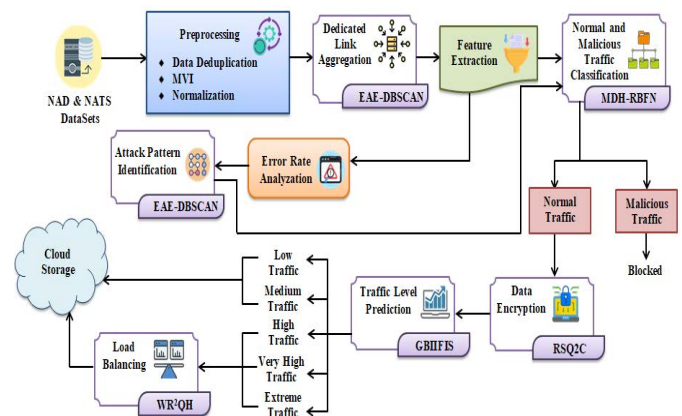 Preprocessing
◆ Data Deduplication
◆ MVI
◆ Normalization
NAD & NATS
DataSets
Dedicated
Link
Aggregation
EAE-DBSCAN
Feature
Extraction
Normal and
Malicious
Traffic
Classification
MDH-RBFN
Attack Pattern
Identification
EAE-DBSCAN
Error Rate
Analyzation
Normal
Traffic
Malicious
Traffic
Blocked
Cloud
Storage
Low
Traffic
Medium
Traffic
High
Traffic
Very High
Traffic
Extreme
Traffic
Traffic Level
Prediction
GBIIFIS
Data
Encryption
RSQ2C
Load
Balancing
WR²QH